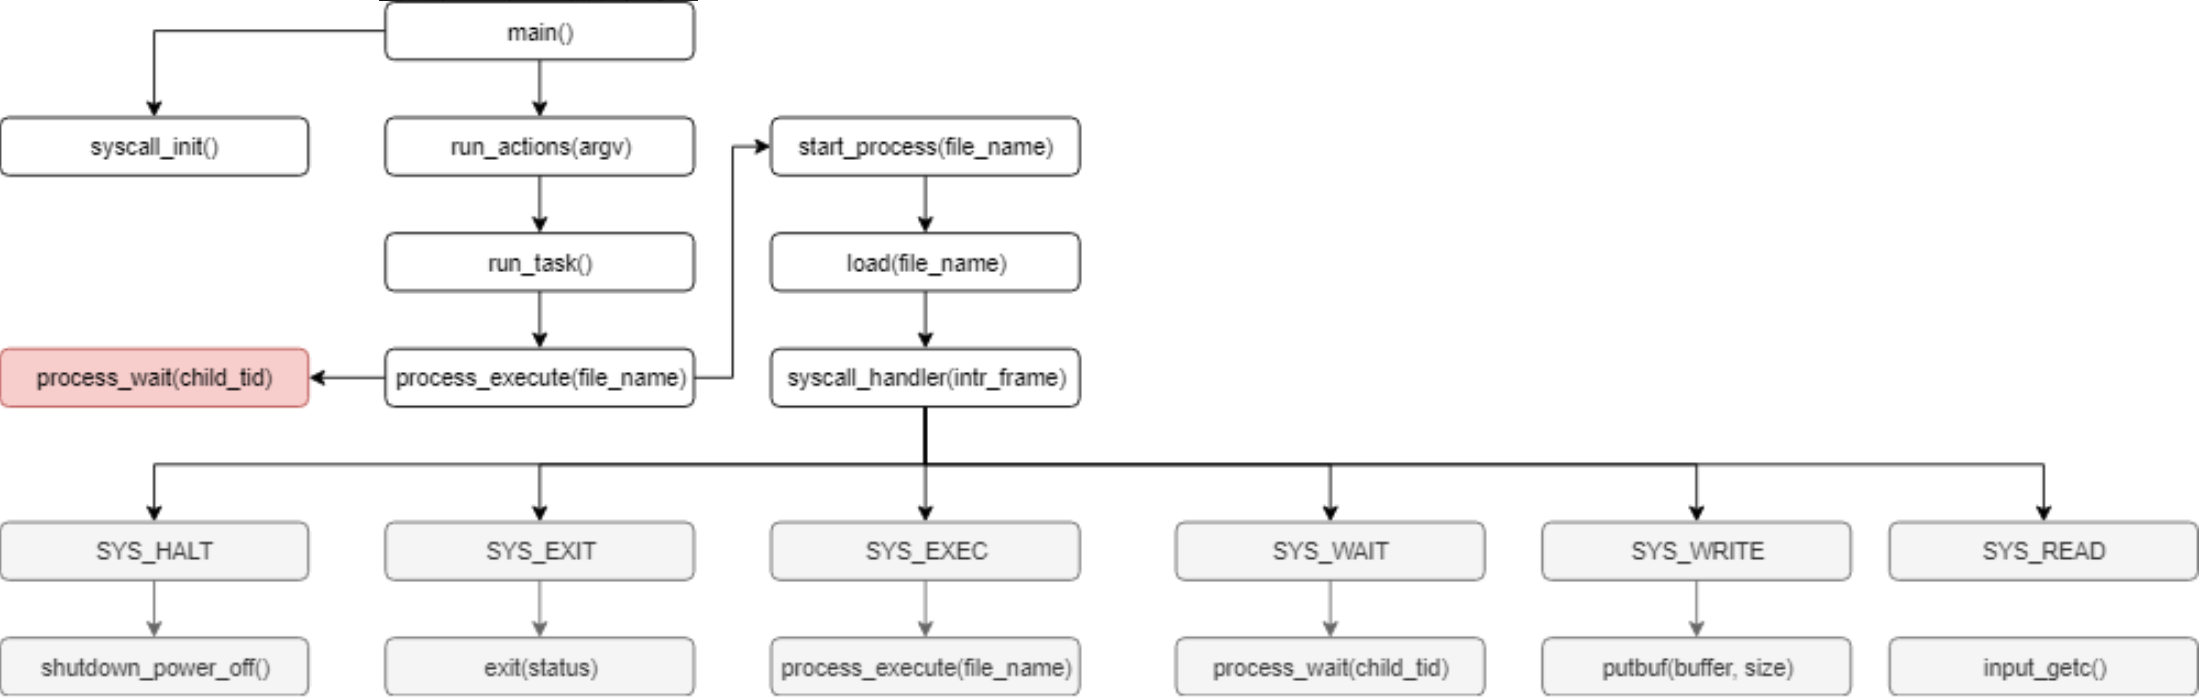 main()
syscall_init()
run_actions(argv)
start_process(file_name)
run_task()
load(file_name)
process_wait(child_tid)
process_execute(file_name)
syscall_handler(intr_frame)
SYS_HALT
SYS_EXIT
SYS_EXEC
SYS_WAIT
SYS_WRITE
SYS_READ
shutdown_power_off()
exit(status)
process_execute(file_name)
process_wait(child_tid)
putbuf(buffer, size)
input_getc()